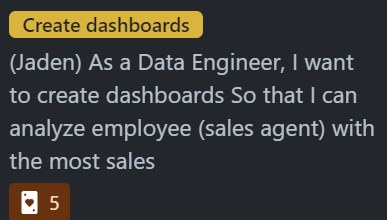 Create dashboards
(Jaden) As a Data Engineer, I want
to create dashboards So that I can
analyze employee (sales agent) with
the most sales
5